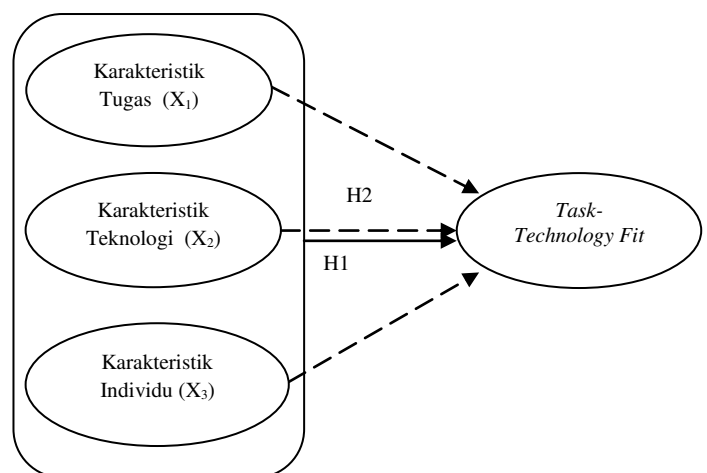 Karakteristik
Tugas (X₁)
H2
Karakteristik
Teknologi (X₂)
Task-
Technology Fit
H1
Karakteristik
Individu (X₃)